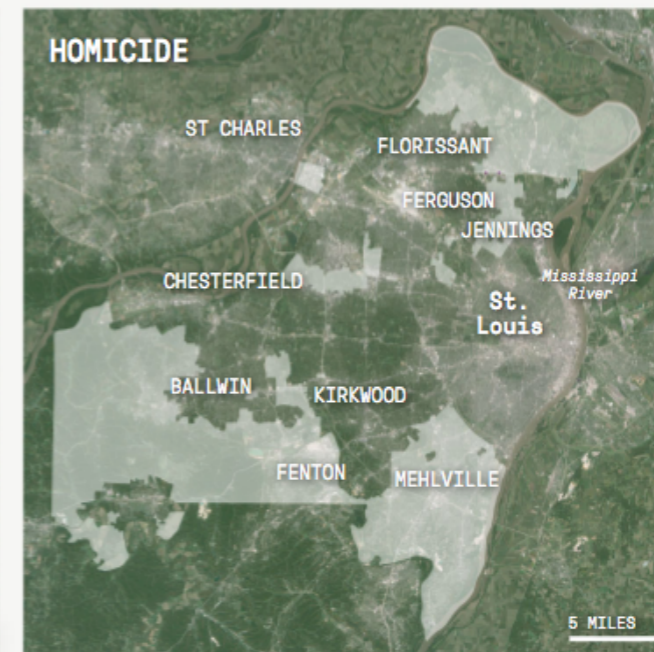 HOMICIDE
ST CHARLES
FLORISSANT
FERGUSON
JENNINGS
CHESTERFIELD
Mississippi
River
St.
Louis
BALLWIN
KIRKWOOD
FENTON
MEHLVILLE
5 MILES